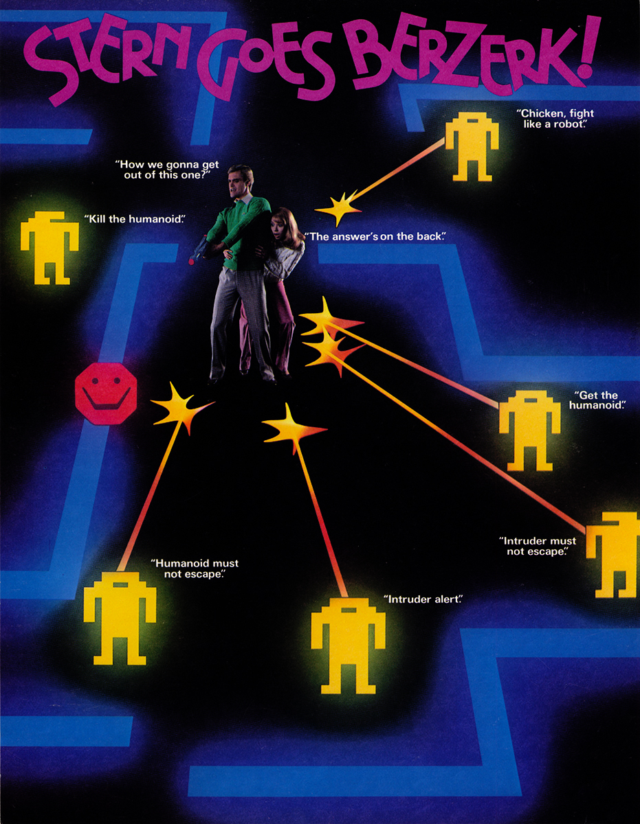 STERN GOES BERZERK!
"Chicken, fight
like a robot."
"How we gonna get
out of this one?"
"Kill the humanoid."
"The answer's on the back."
"Get the
humanoid."
"Intruder must
not escape."
"Humanoid must
not escape."
"Intruder alert."